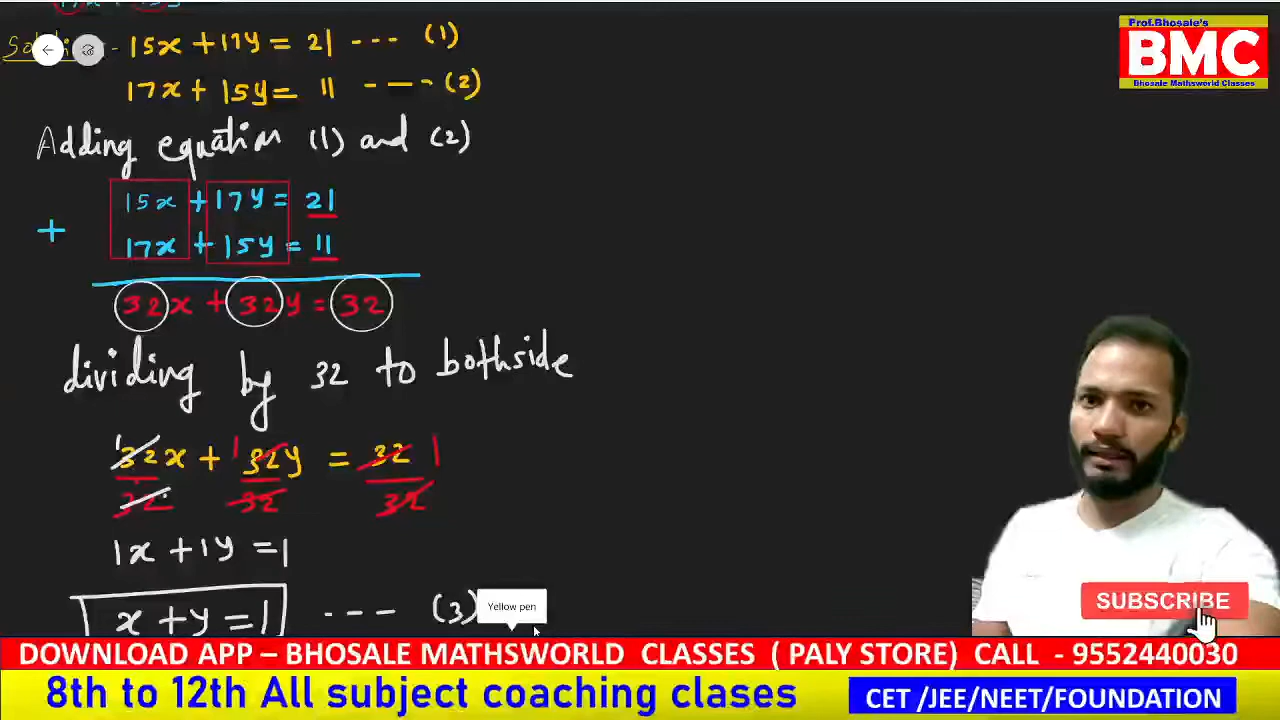 15x + 17y = 21 --- (1)
17x + 15y = 11 --- (2)
Adding equation (1) and (2)
15x + 17y = 21
+ 17x + 15y = 11
32x + 32y = 32
dividing by 32 to bothside
32x/32 + 32y/32 = 32/32
1x + 1y = 1
x + y = 1 --- (3)
Yellow pen
Prof.Bhosale's
BMC
Bhosale Mathsworld Classes
SUBSCRIBE
DOWNLOAD APP – BHOSALE MATHSWORLD CLASSES ( PALY STORE) CALL - 9552440030
8th to 12th All subject coaching clases
CET /JEE/NEET/FOUNDATION